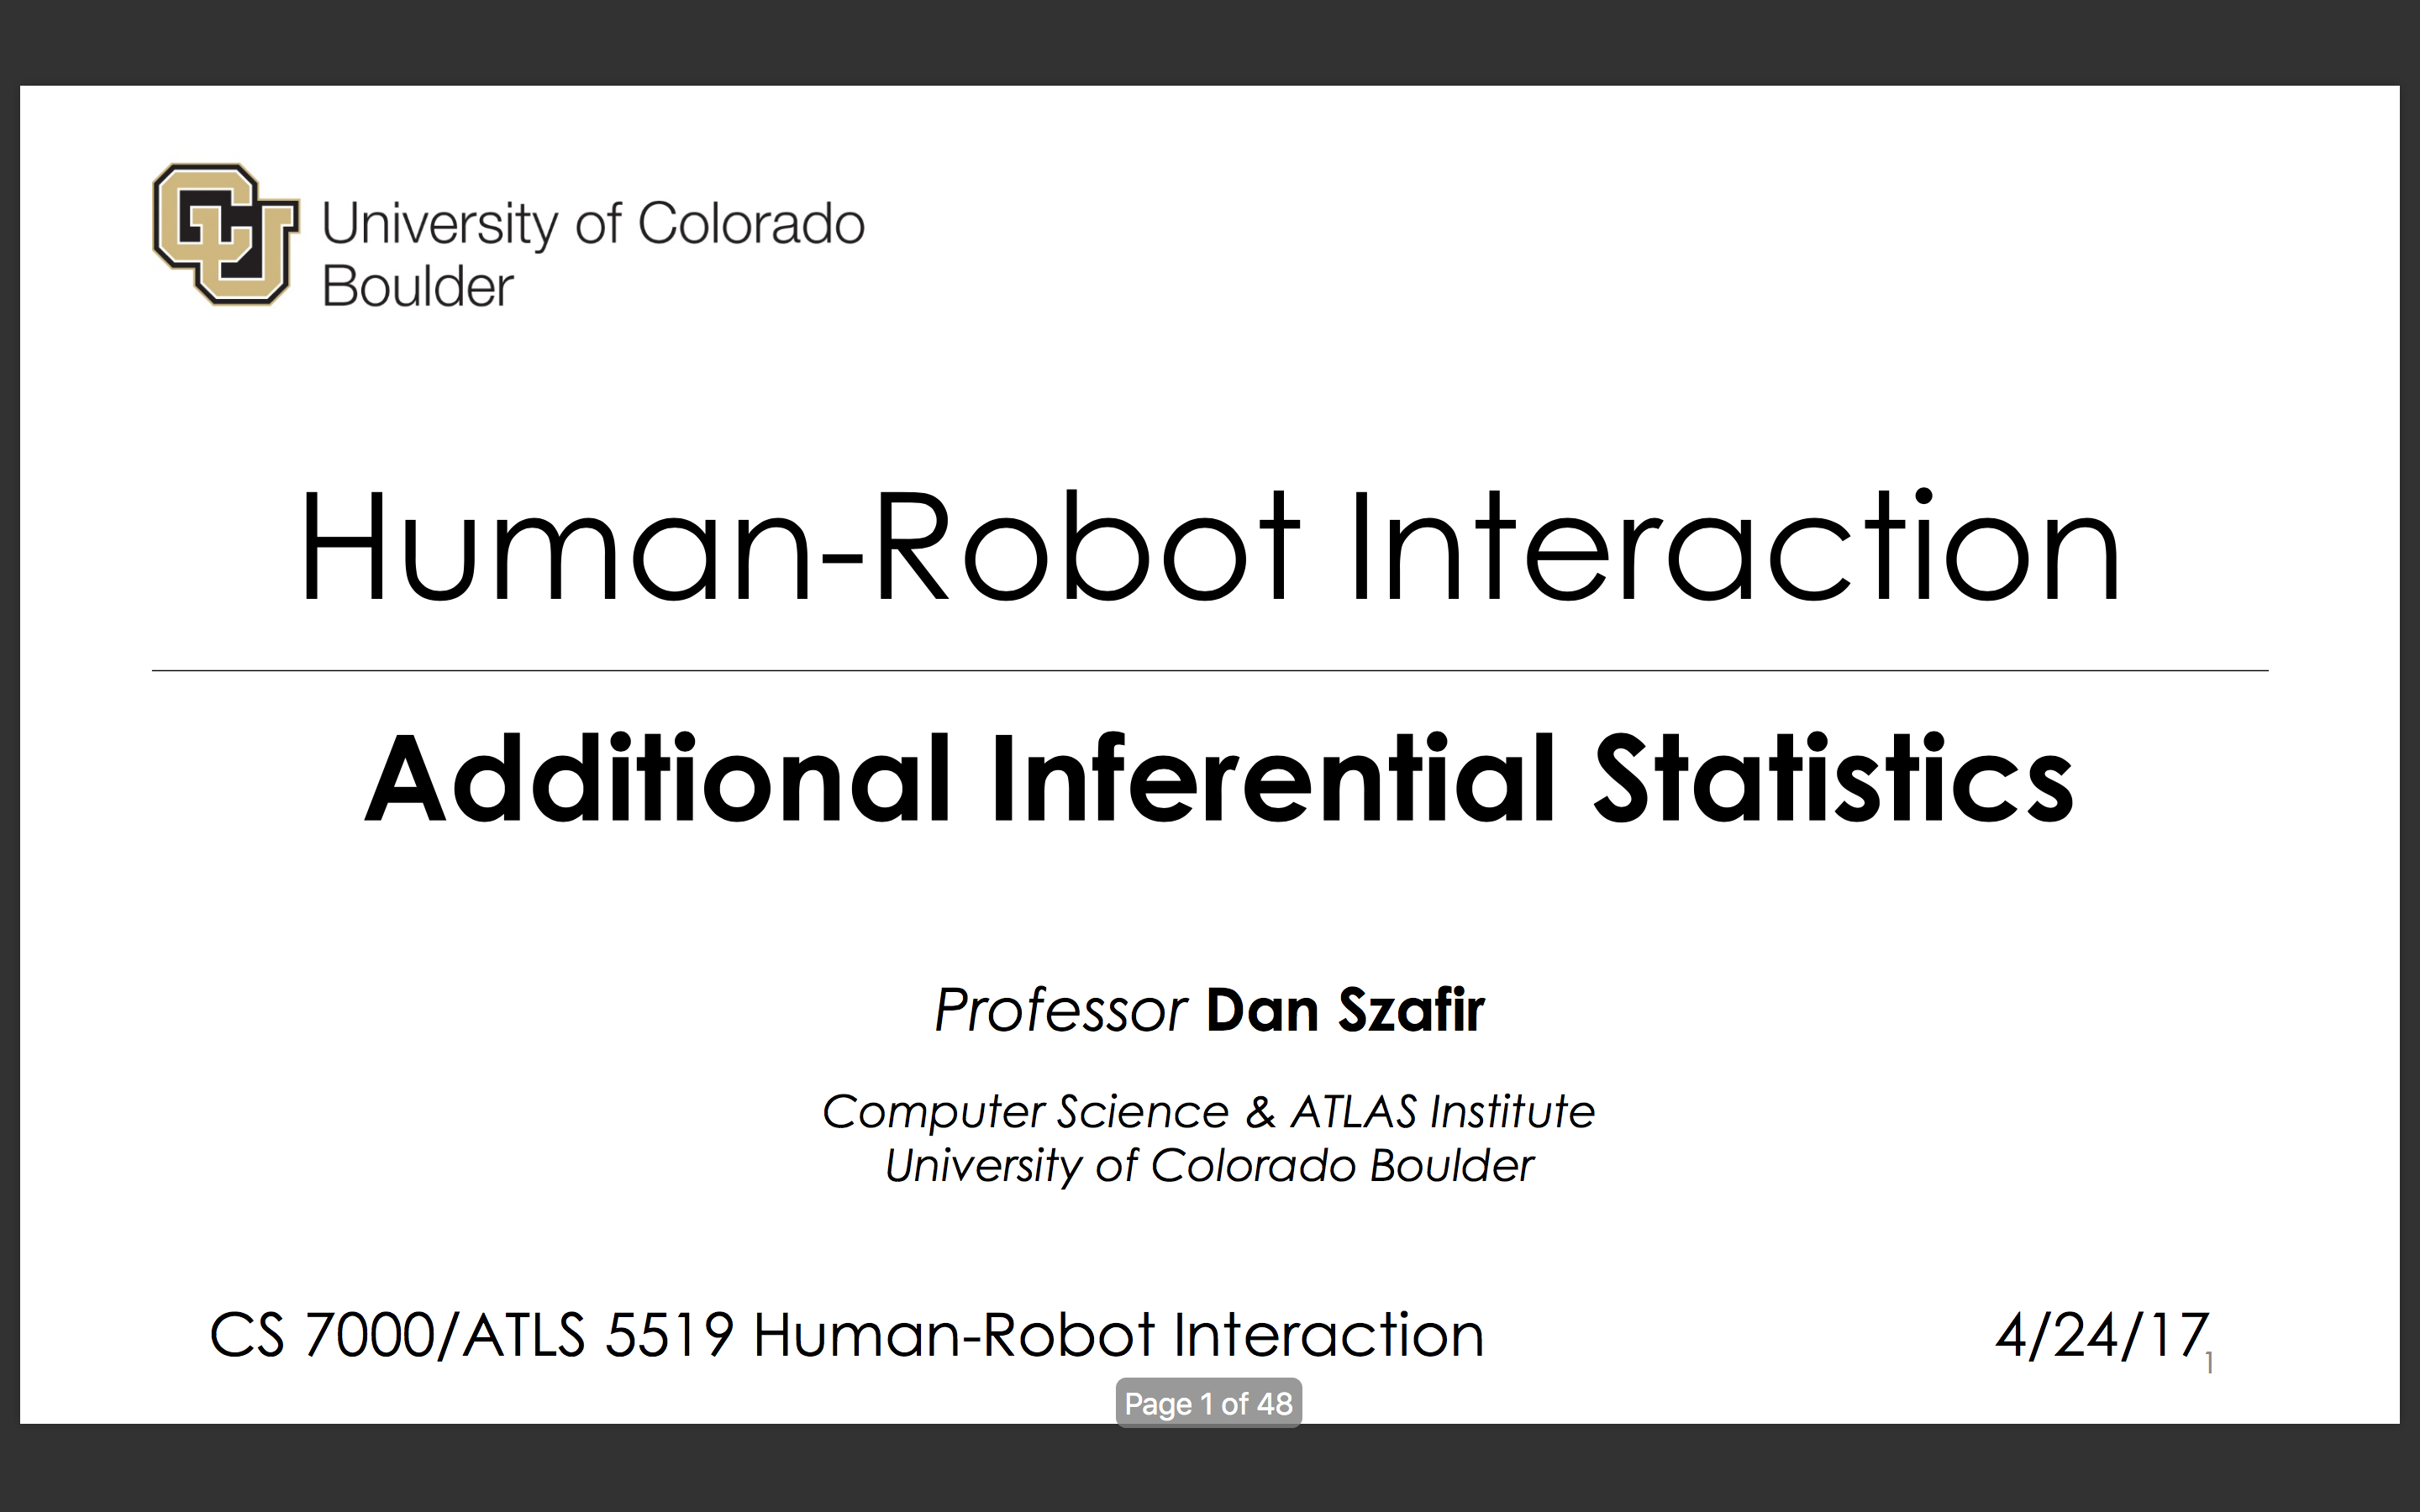 CU University of Colorado
Boulder
Human-Robot Interaction
Additional Inferential Statistics
Professor Dan Szafir
Computer Science & ATLAS Institute
University of Colorado Boulder
CS 7000/ATLS 5519 Human-Robot Interaction 4/24/17
1
Page 1 of 48